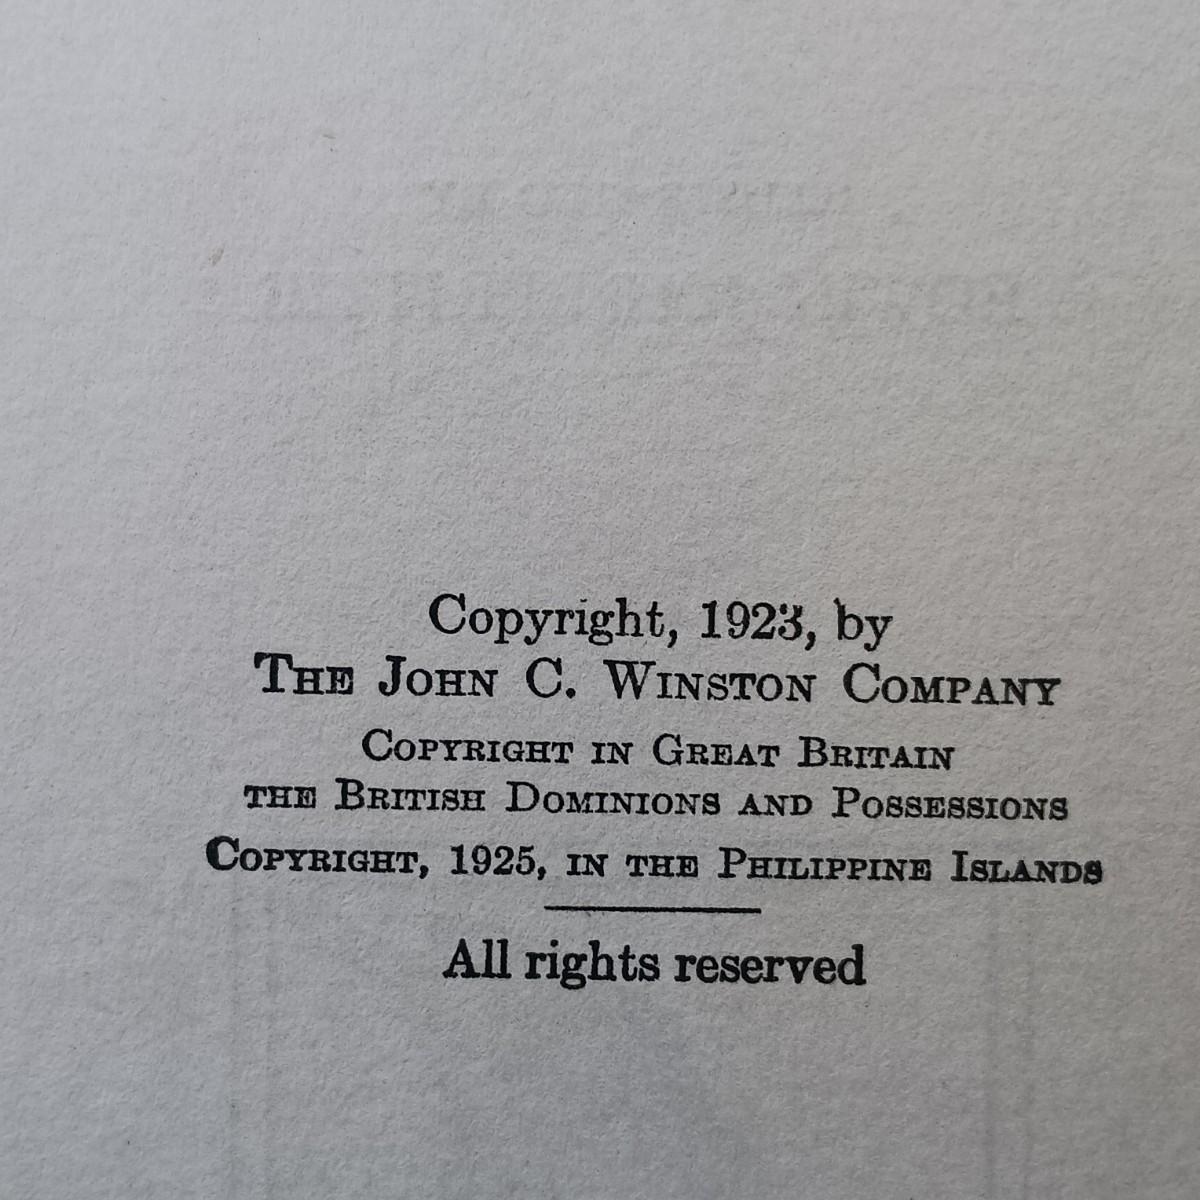 Copyright, 1923, by
THE JOHN C. WINSTON COMPANY
COPYRIGHT IN GREAT BRITAIN
THE BRITISH DOMINIONS AND POSSESSIONS
COPYRIGHT, 1925, IN THE PHILIPPINE ISLANDS
All rights reserved